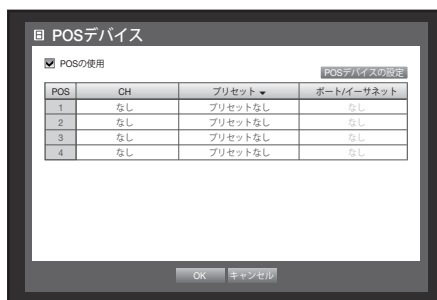 POSデバイス
POSの使用
POSデバイスの設定
POS CH プリセット ポート/イーサネット
1 なし プリセットなし なし
2 なし プリセットなし なし
3 なし プリセットなし なし
4 なし プリセットなし なし
OK キャンセル